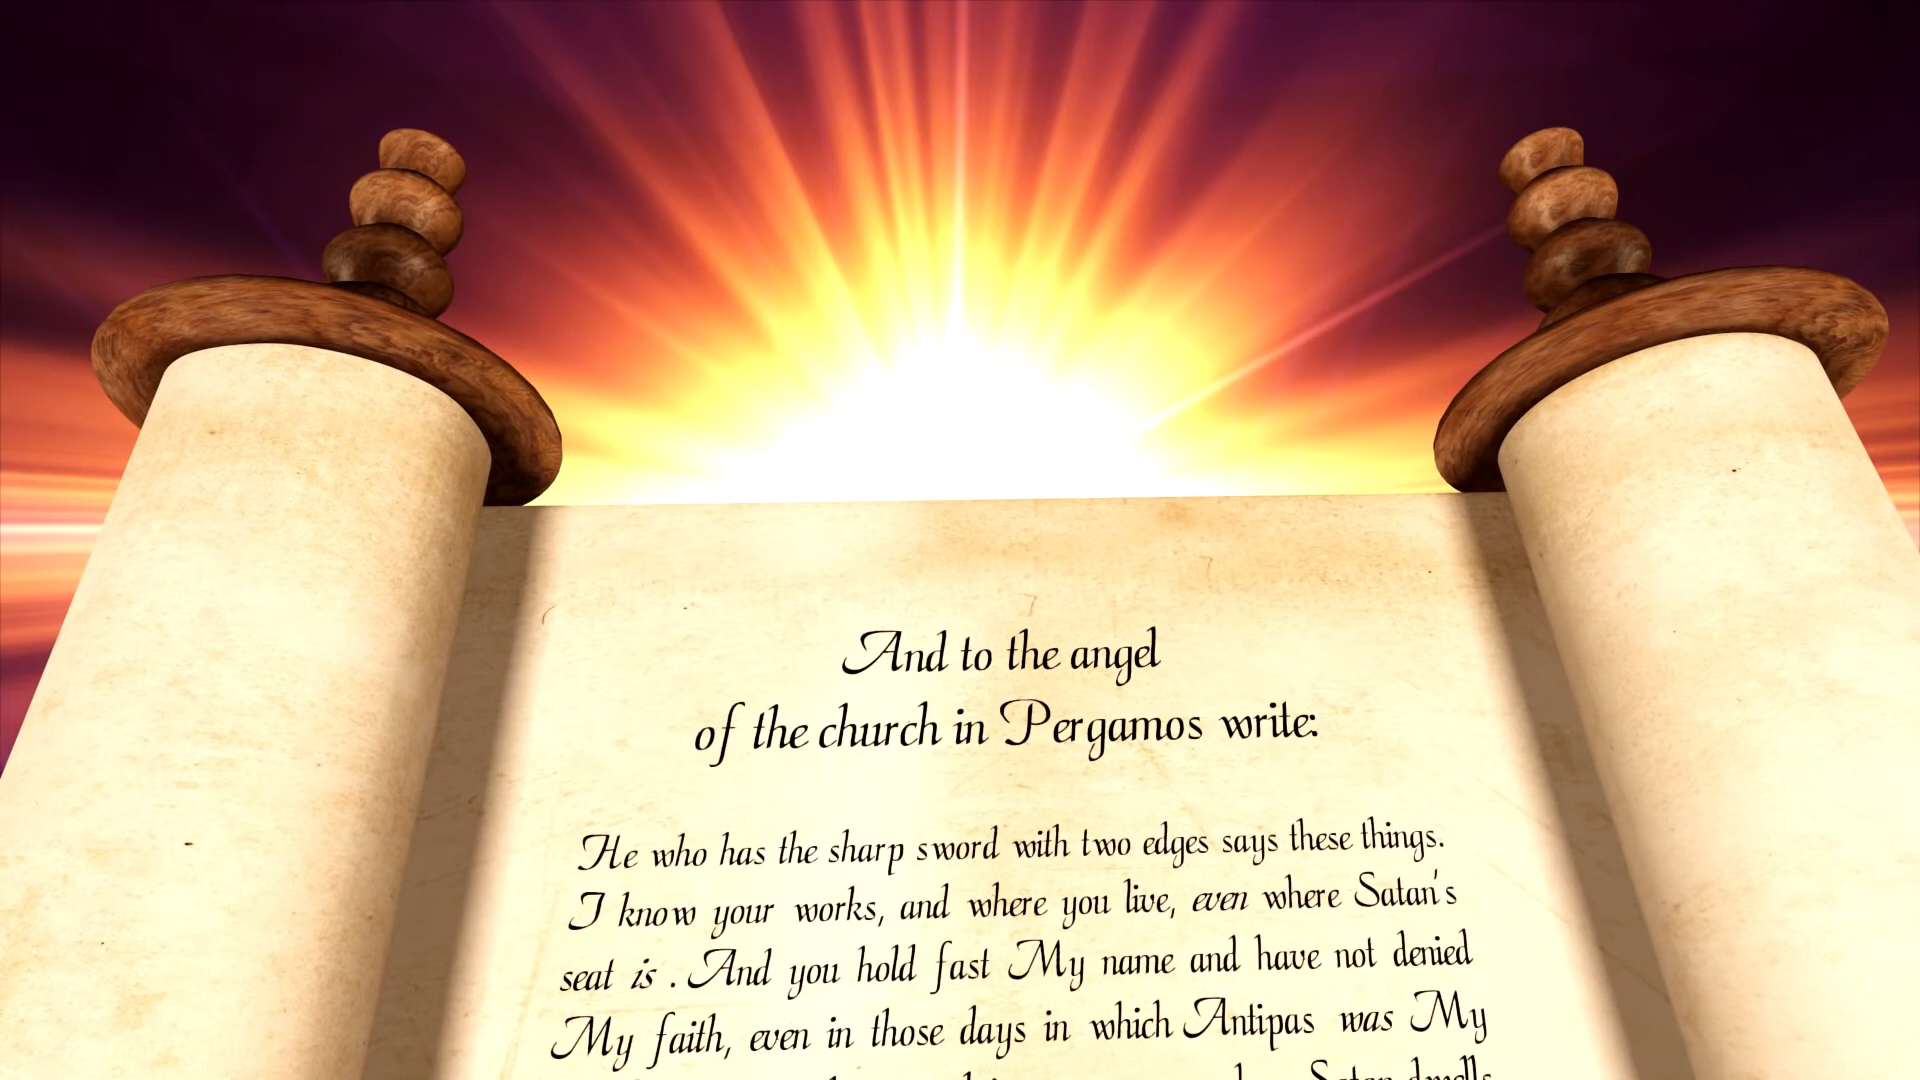 And to the angel
of the church in Pergamos write:
He who has the sharp sword with two edges says these things.
I know your works, and where you live, even where Satan's
seat is . And you hold fast My name and have not denied
My faith, even in those days in which Antipas was My
Satan dwells